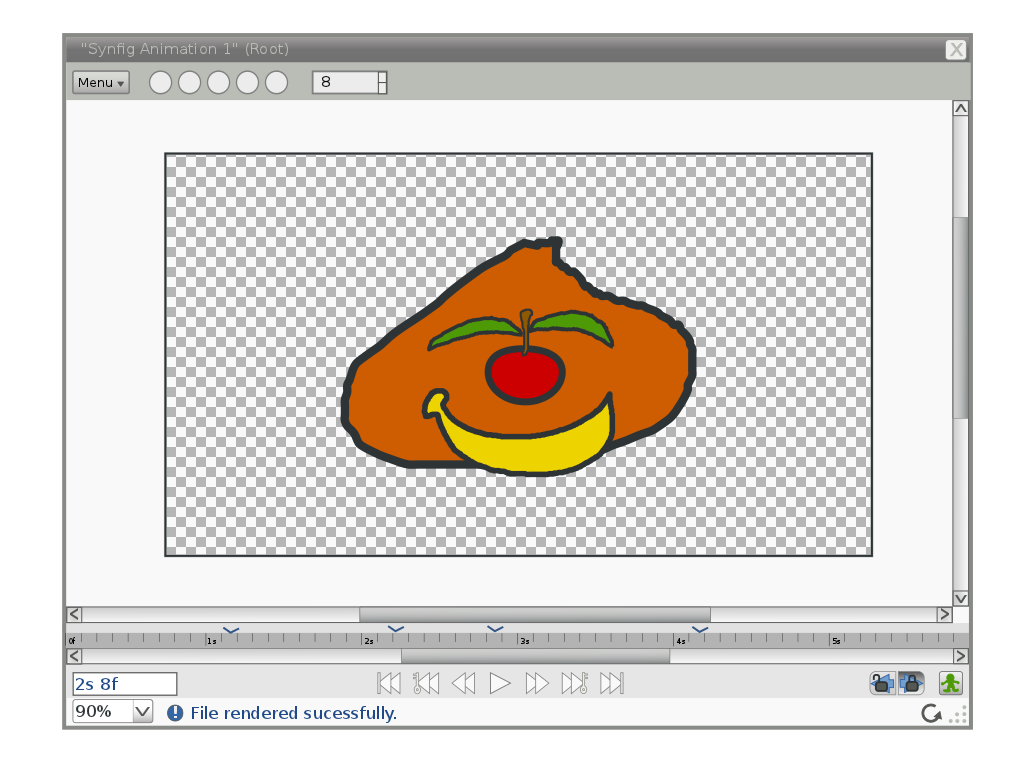 "Synfig Animation 1" (Root) X
Menu 8
0f 1s 2s 3s 4s 5s
2s 8f
90% File rendered sucessfully.